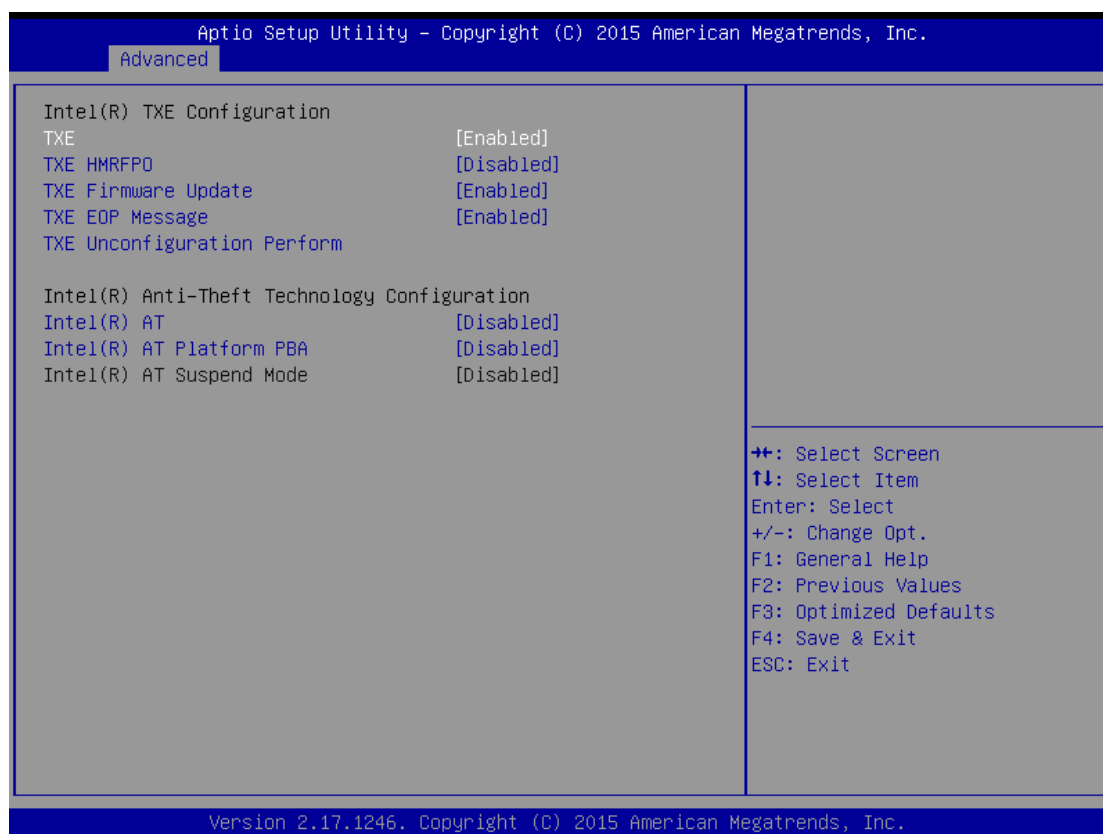 Aptio Setup Utility – Copyright (C) 2015 American Megatrends, Inc.
Advanced
Intel(R) TXE Configuration
TXE [Enabled]
TXE HMRFPO [Disabled]
TXE Firmware Update [Enabled]
TXE EOP Message [Enabled]
TXE Unconfiguration Perform
Intel(R) Anti-Theft Technology Configuration
Intel(R) AT [Disabled]
Intel(R) AT Platform PBA [Disabled]
Intel(R) AT Suspend Mode [Disabled]
→←: Select Screen
↑↓: Select Item
Enter: Select
+/-: Change Opt.
F1: General Help
F2: Previous Values
F3: Optimized Defaults
F4: Save & Exit
ESC: Exit
Version 2.17.1246. Copyright (C) 2015 American Megatrends, Inc.